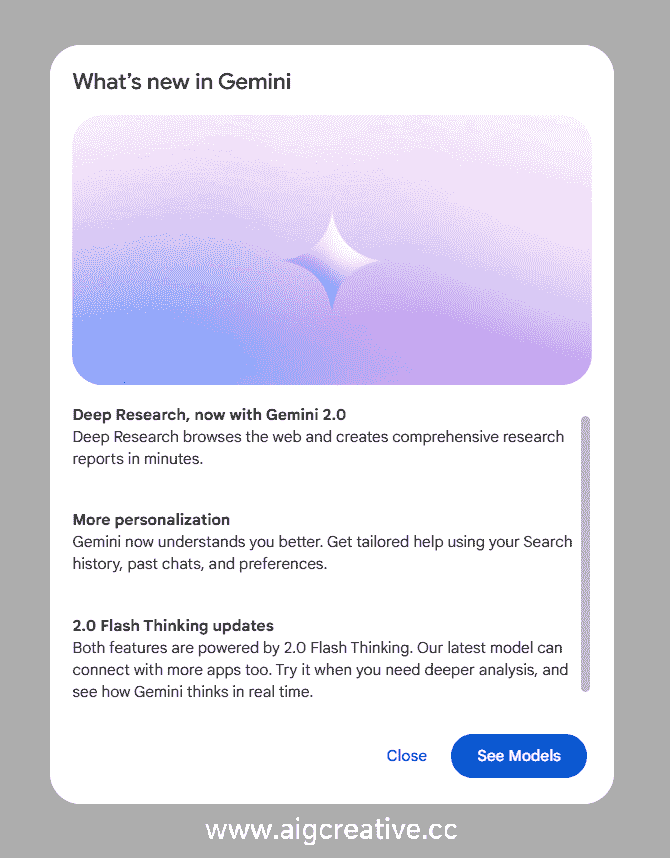 What's new in Gemini
Deep Research, now with Gemini 2.0
Deep Research browses the web and creates comprehensive research
reports in minutes.
More personalization
Gemini now understands you better. Get tailored help using your Search
history, past chats, and preferences.
2.0 Flash Thinking updates
Both features are powered by 2.0 Flash Thinking. Our latest model can
connect with more apps too. Try it when you need deeper analysis, and
see how Gemini thinks in real time.
Close
See Models
www.aigcreative.cc